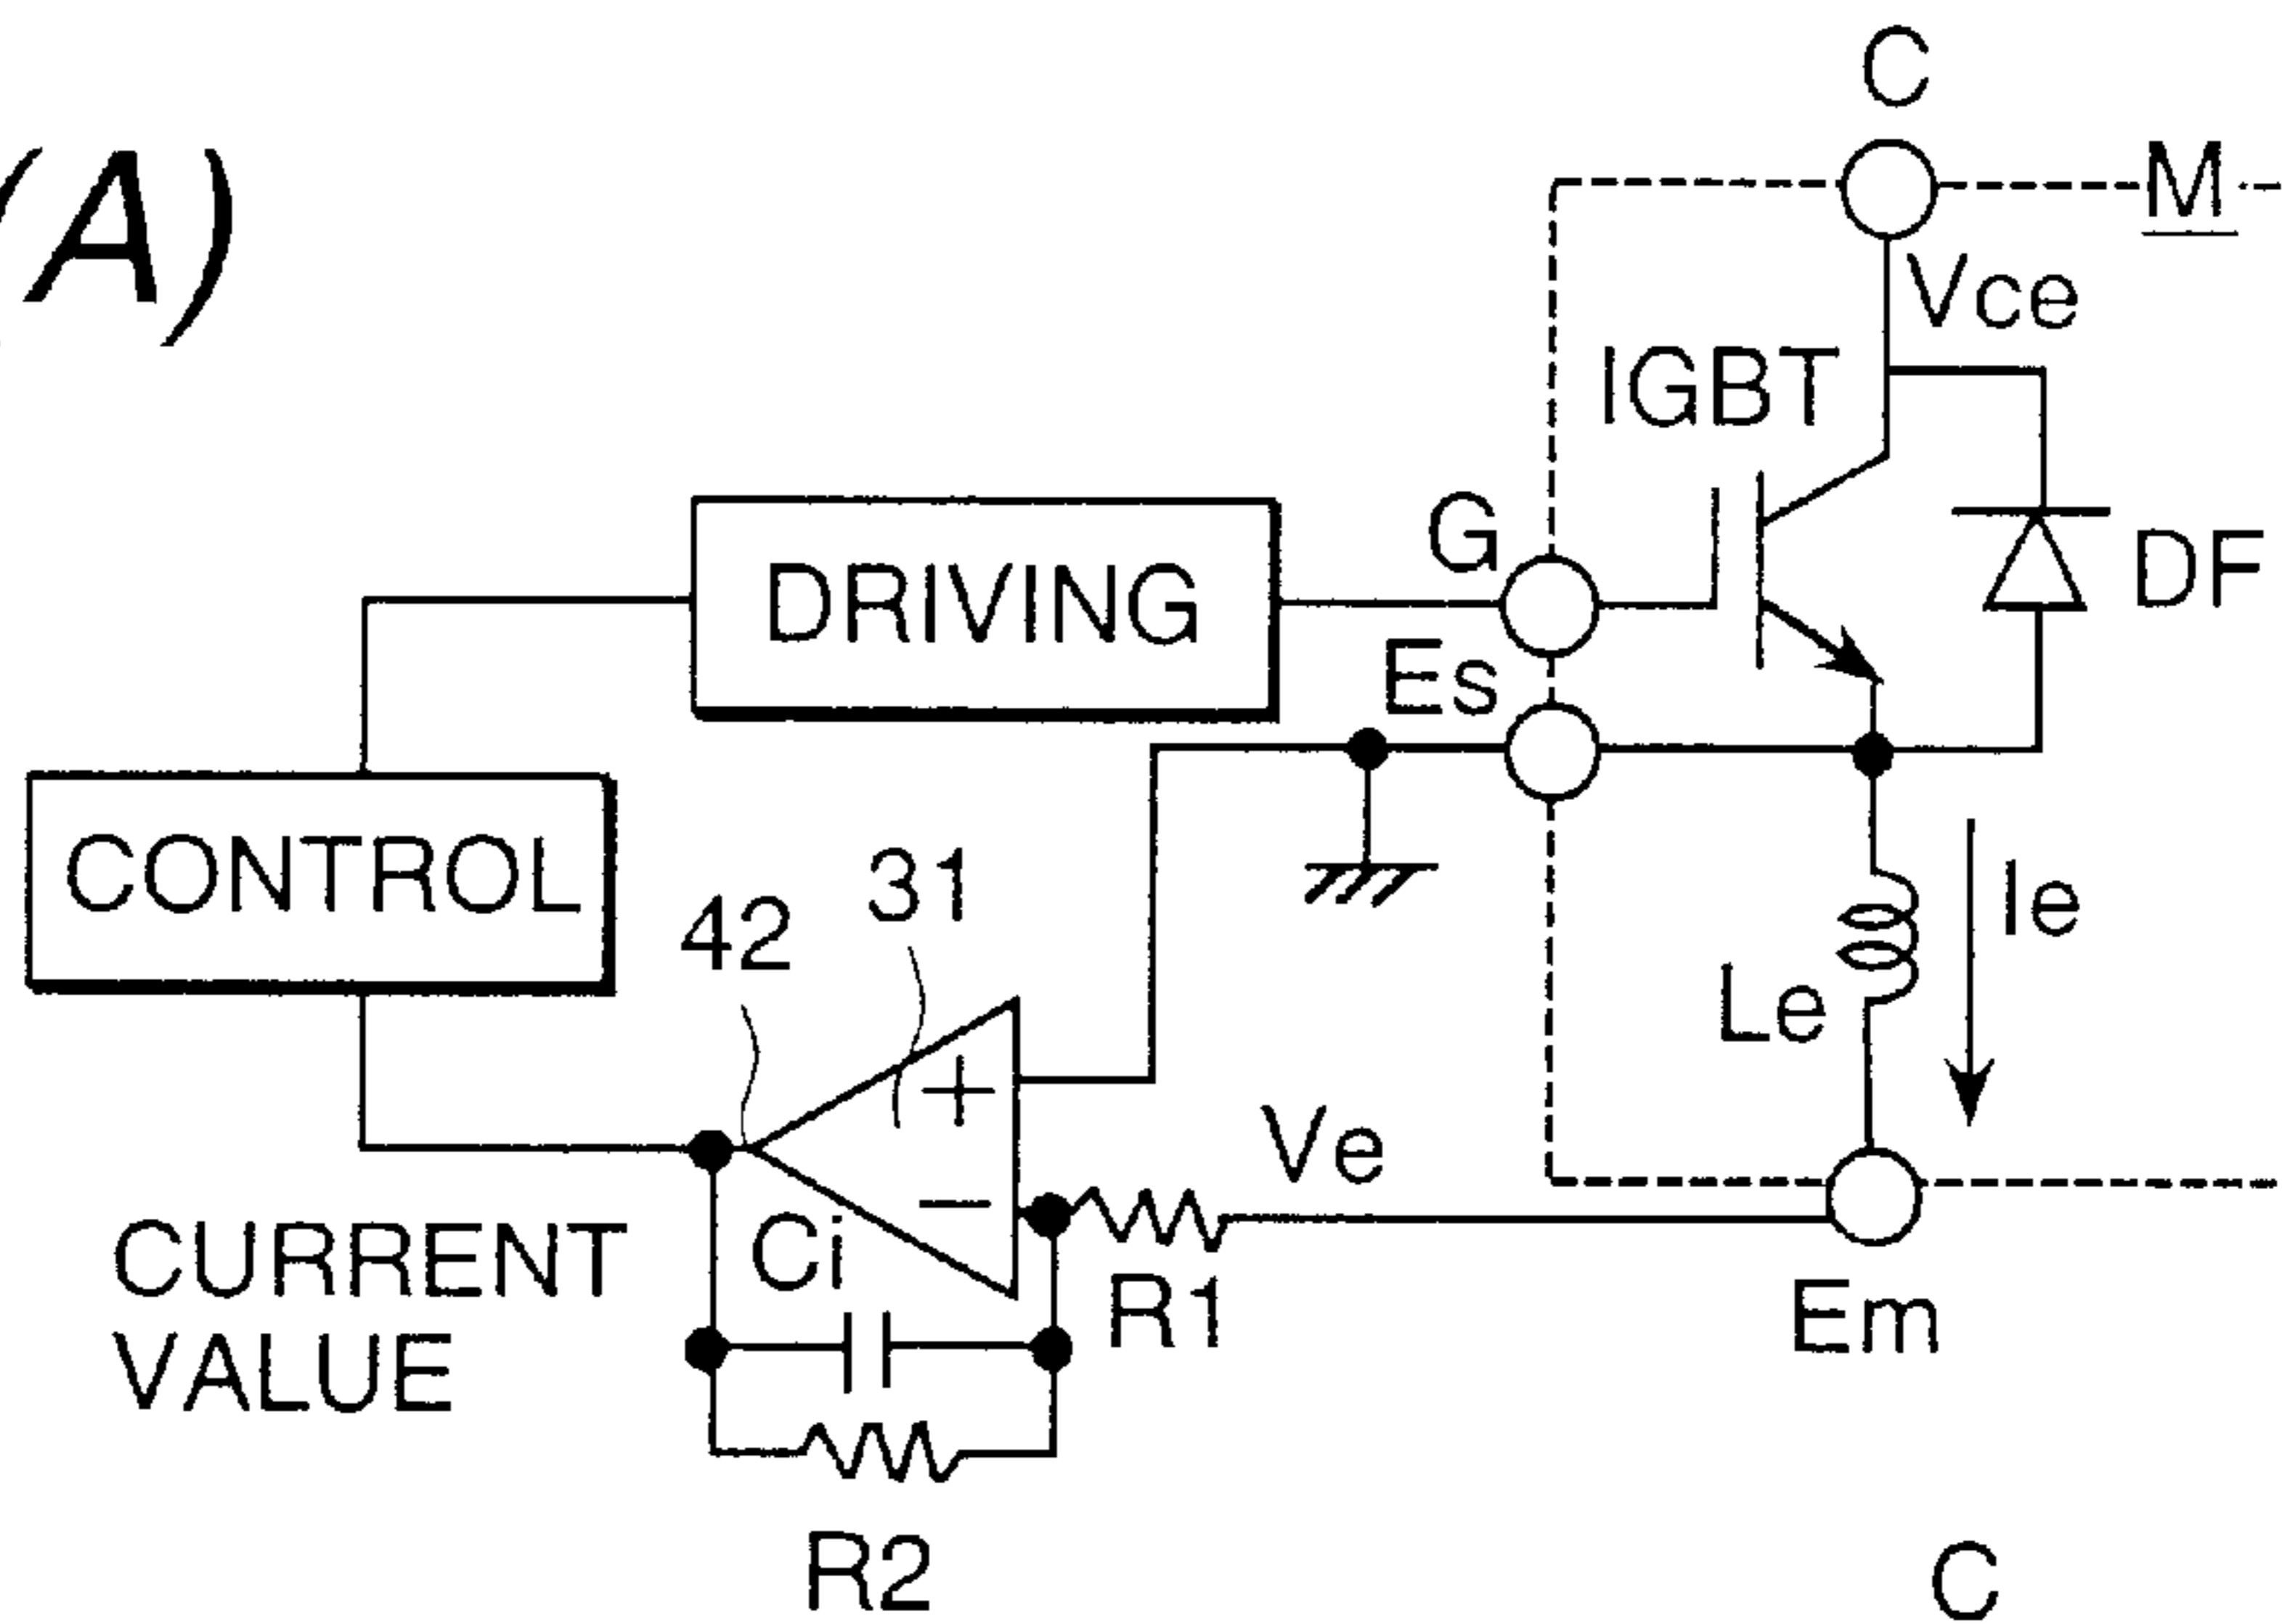 (A)
C
M
Vce
IGBT
G
DRIVING
DF
Es
CONTROL
31
42
Ie
Le
+
Ve
−
Ci
CURRENT
VALUE
R1
Em
R2
C